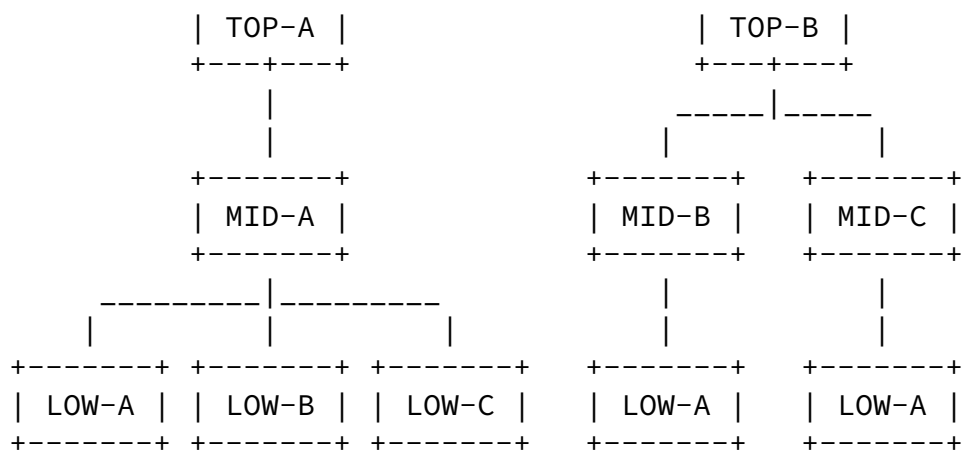 TOP-A TOP-B
MID-A MID-B MID-C
LOW-A LOW-B LOW-C LOW-A LOW-A